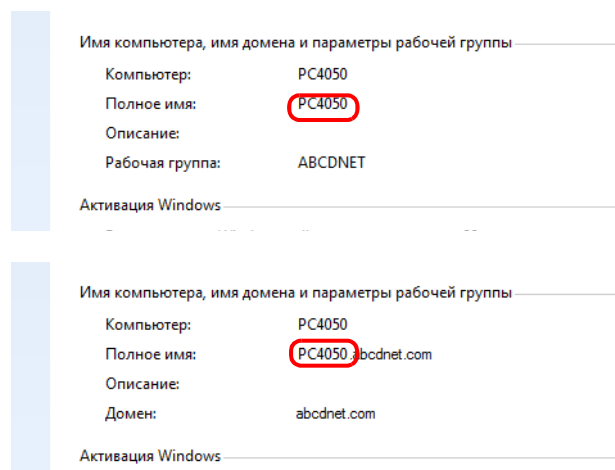 Имя компьютера, имя домена и параметры рабочей группы
Компьютер: PC4050
Полное имя: PC4050
Описание:
Рабочая группа: ABCDNET
Активация Windows
Имя компьютера, имя домена и параметры рабочей группы
Компьютер: PC4050
Полное имя: PC4050.abcdnet.com
Описание:
Домен: abcdnet.com
Активация Windows